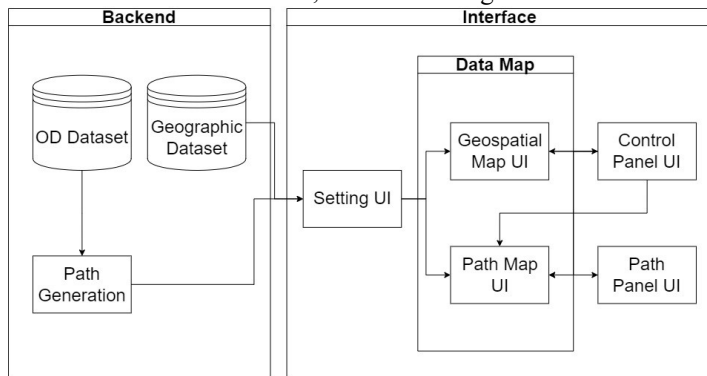 Backend
Interface
Data Map
OD Dataset
Geographic
Dataset
Geospatial
Map UI
Control
Panel UI
Setting UI
Path
Generation
Path Map
UI
Path
Panel UI